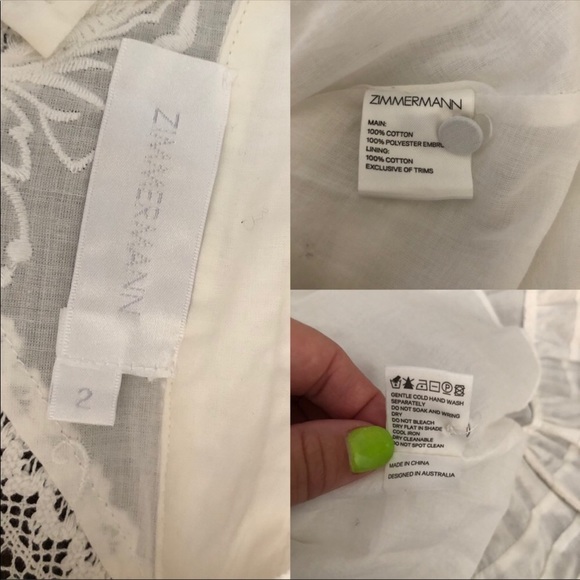 ZIMMERMANN
2
ZIMMERMANN
MAIN:
100% COTTON
100% POLYESTER
LINING:
100% COTTON
EXCLUSIVE OF TRIMS
GENTLE COLD HAND WASH
SEPARATELY
DO NOT SOAK AND WRING
DRY
DO NOT BLEACH
DRY FLAT IN SHADE
COOL IRON
DRY CLEANABLE
DO NOT SPOT CLEAN
MADE IN CHINA
DESIGNED IN AUSTRALIA